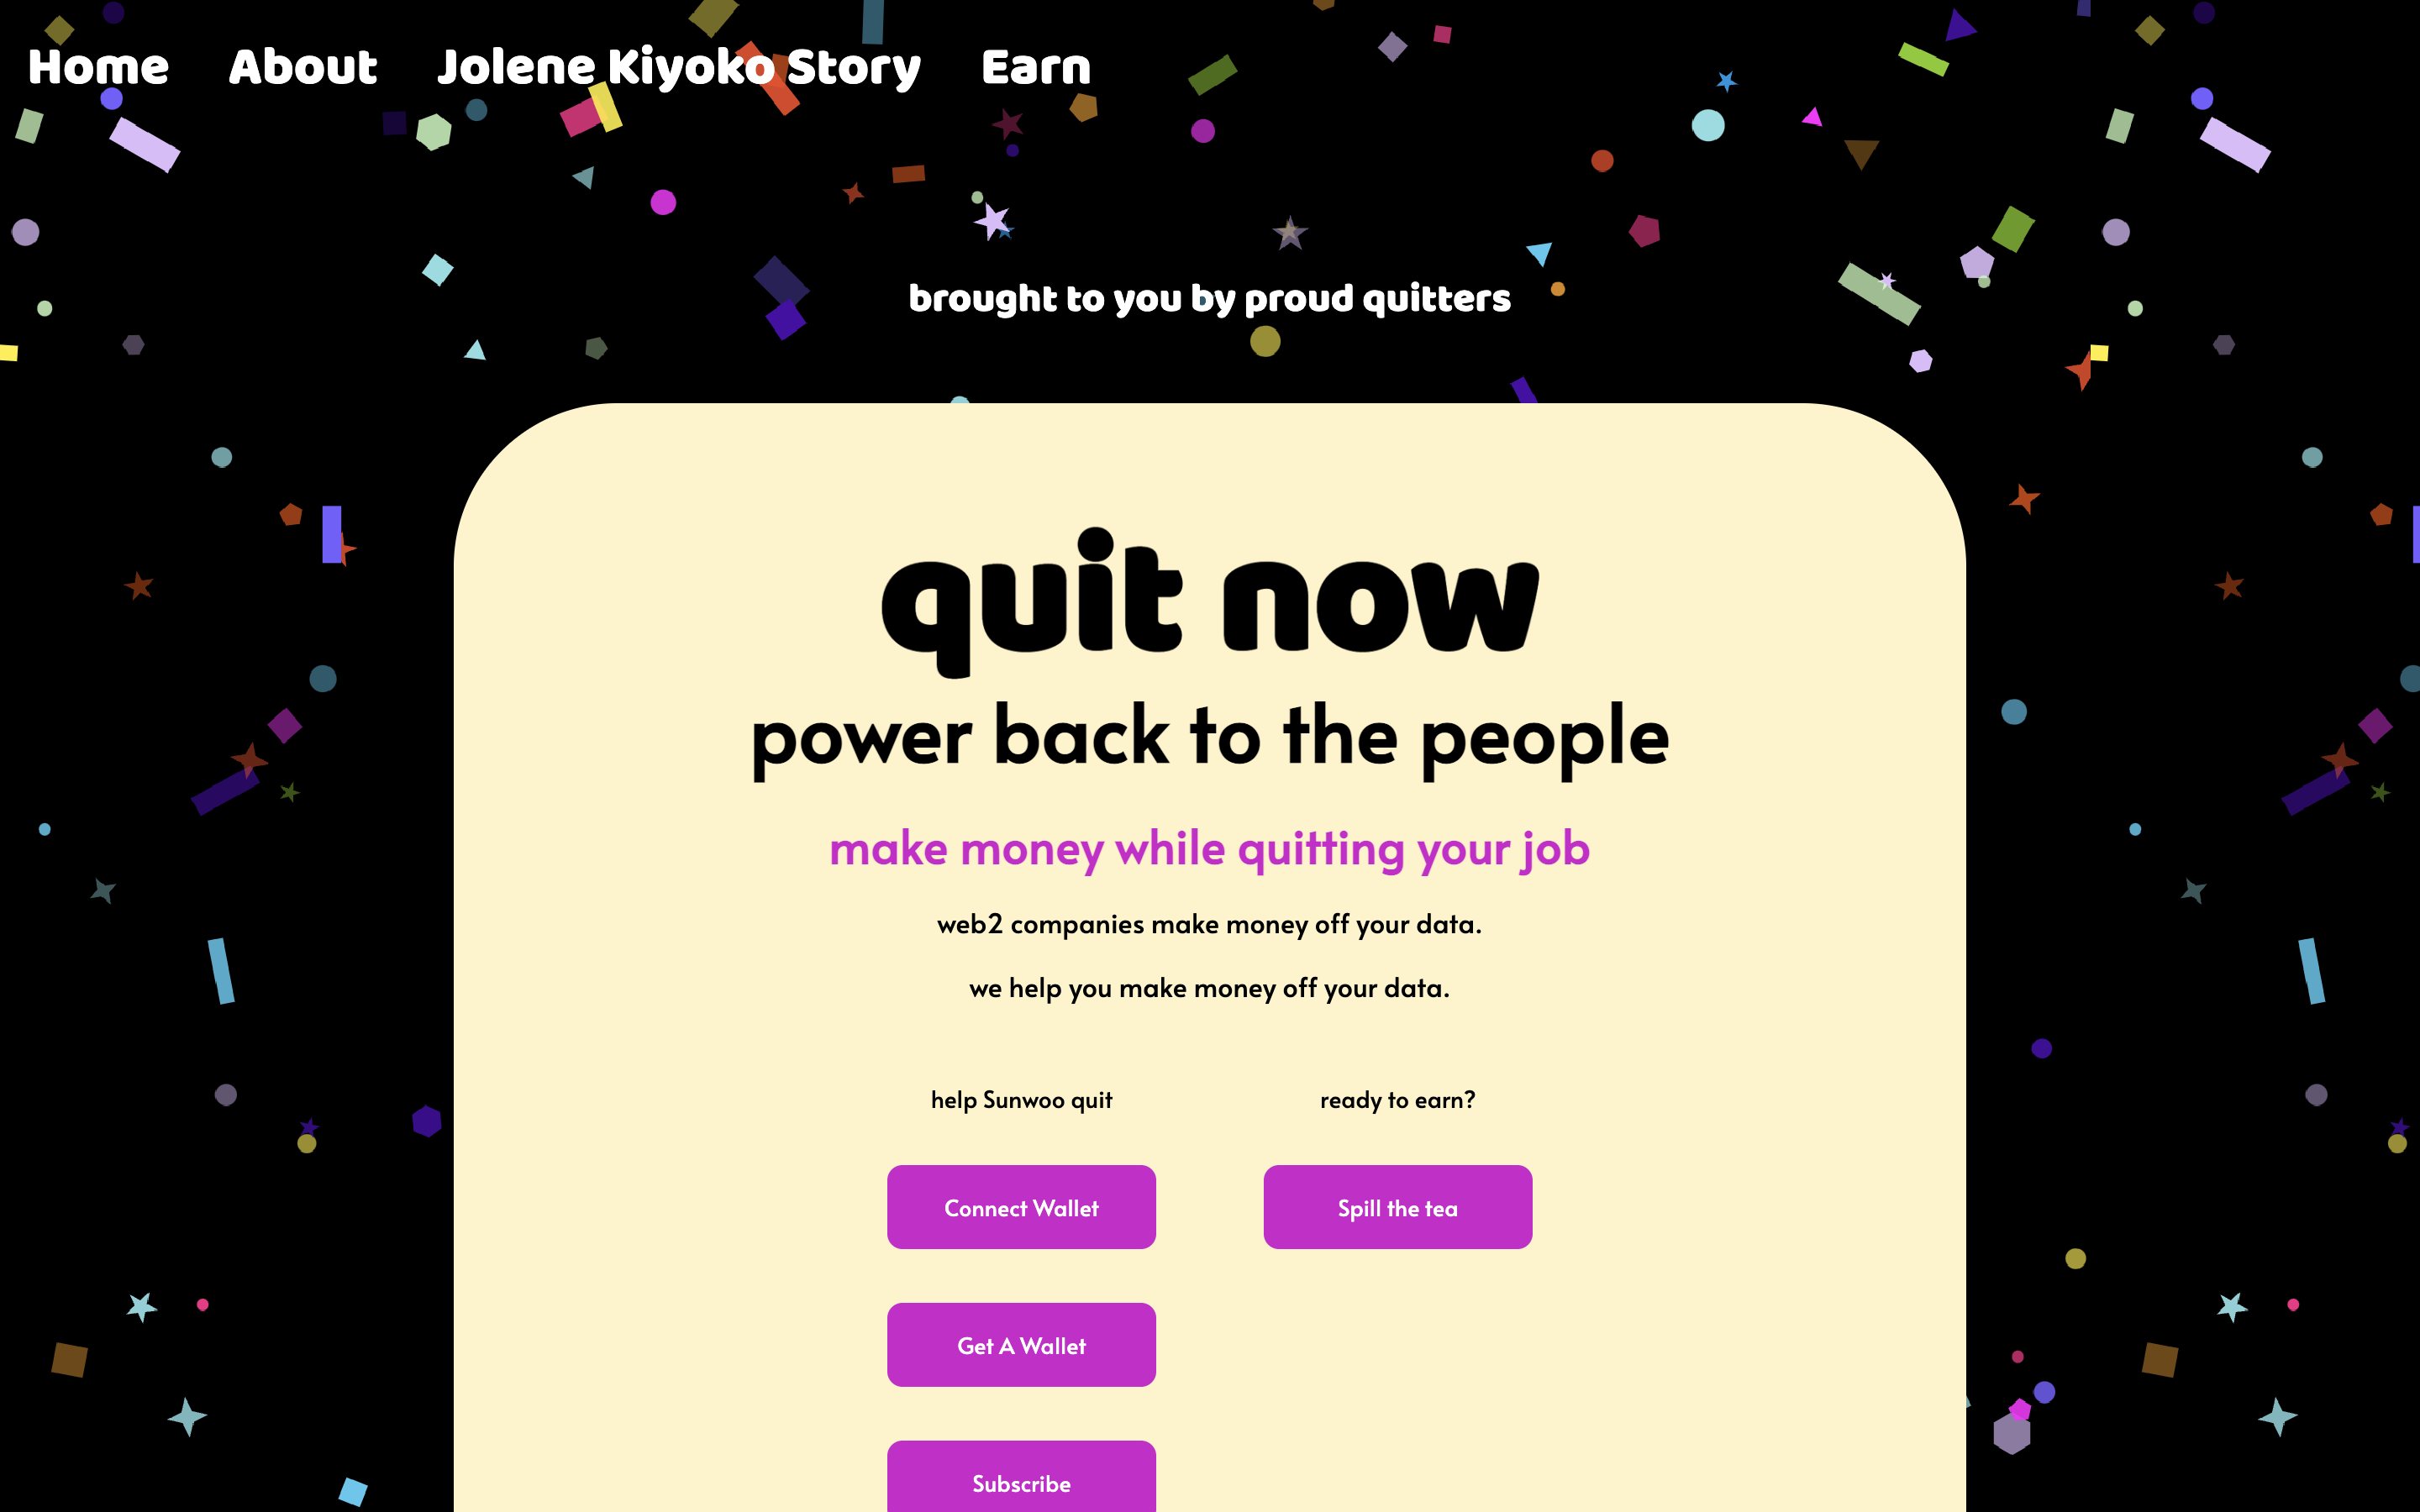 Home About Jolene Kiyoko Story Earn
brought to you by proud quitters
quit now
power back to the people
make money while quitting your job
web2 companies make money off your data.
we help you make money off your data.
help Sunwoo quit
Connect Wallet
Get A Wallet
Subscribe
ready to earn?
Spill the tea